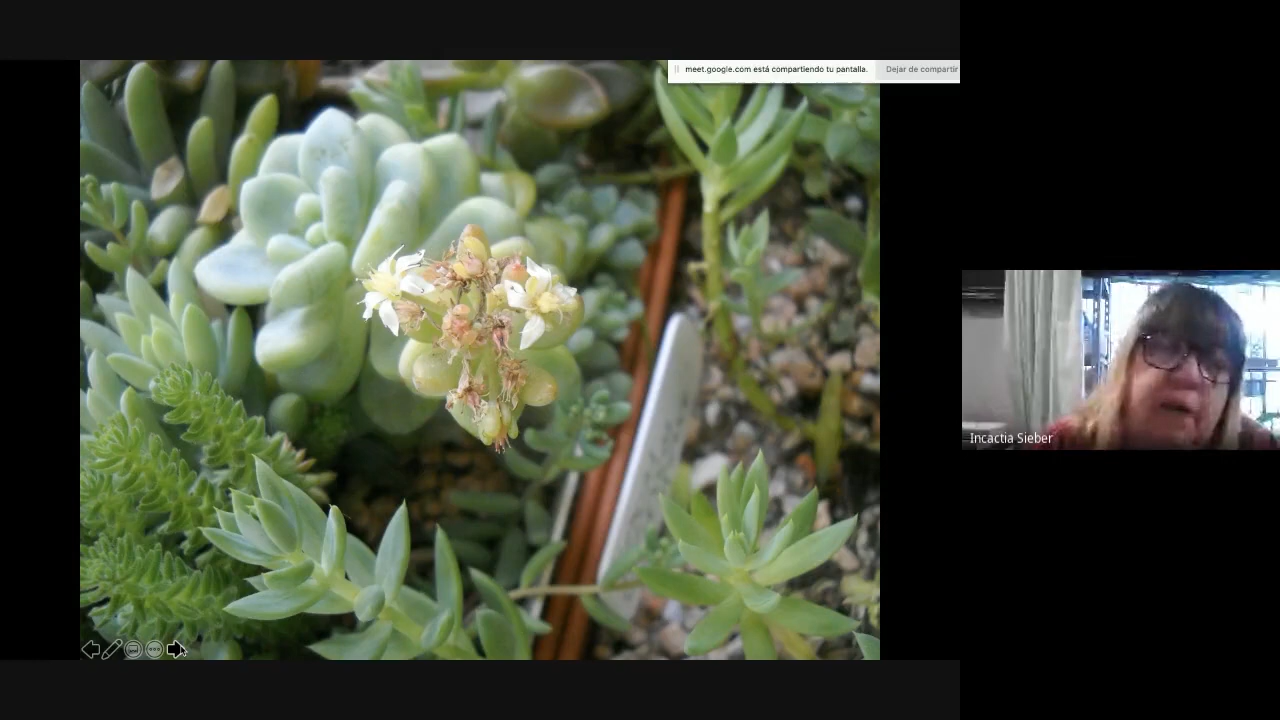 meet.google.com está compartiendo tu pantalla.
Dejar de compartir
Incactia Sieber